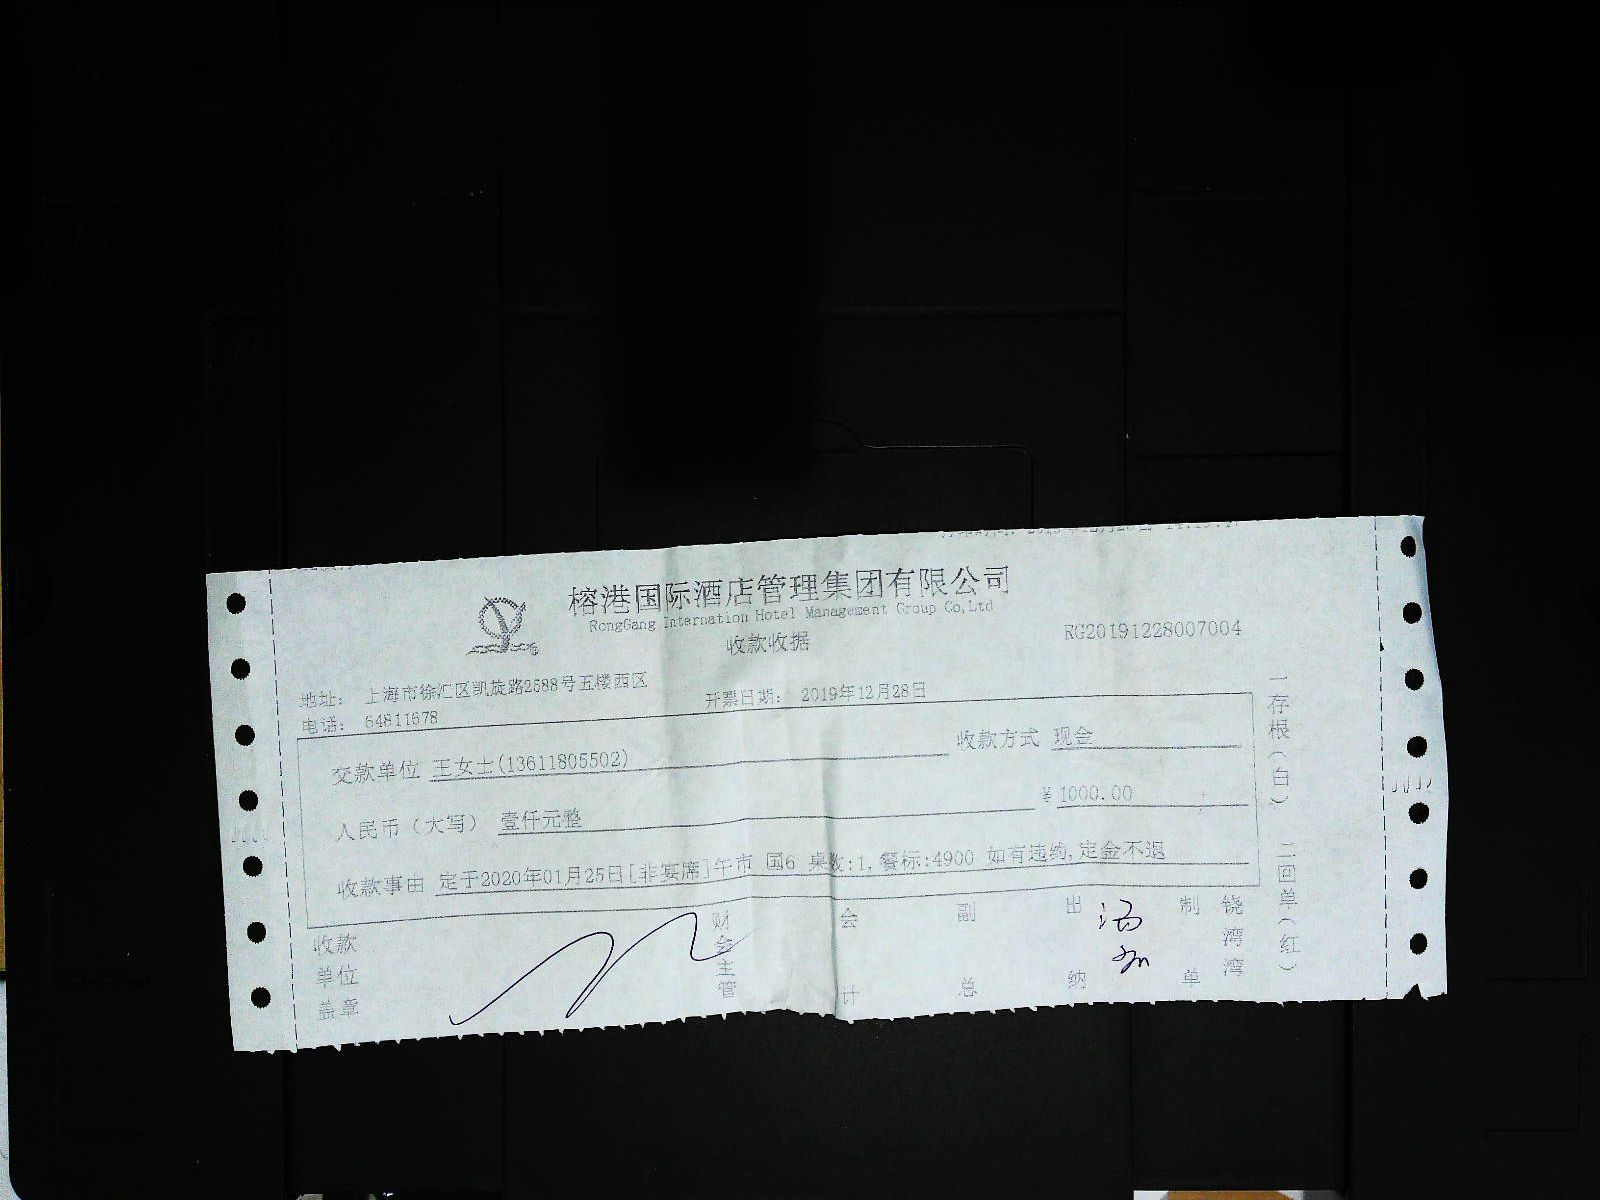 榕港国际酒店管理集团有限公司
RongGang Internation Hotel Management Group Co,Ltd
收款收据
RG20191228007004
地址： 上海市徐汇区凯旋路2588号五楼西区
电话： 64811678
开票日期： 2019年12月28日
交款单位 王女士(13611805502)
收款方式 现金
人民币（大写） 壹仟元整
¥ 1000.00
收款事由 定于2020年01月25日[非宴席]午市 国6 桌数:1,餐标:4900 如有违约,定金不退
收款单位盖章
财会主管
会计
副总
出纳
制单
饶湾湾
一存根(白) 二回单(红)